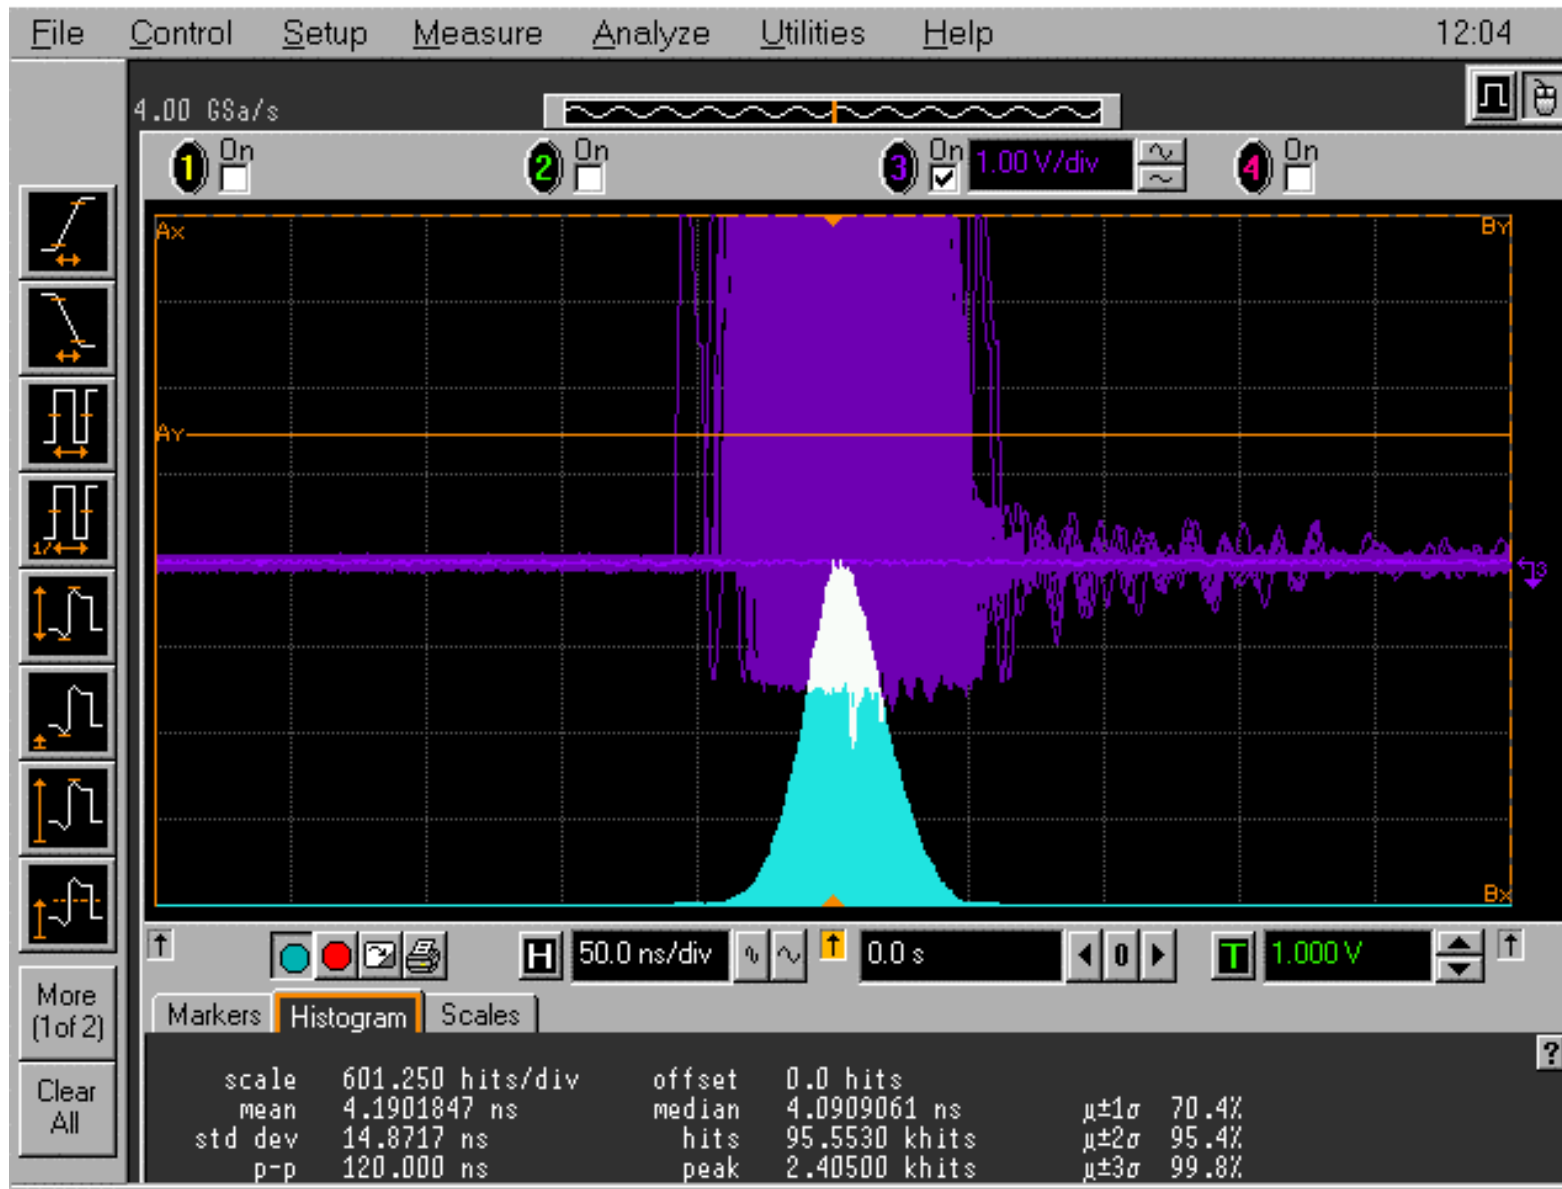 File Control Setup Measure Analyze Utilities Help 12:04
4.00 GSa/s
1 On 2 On 3 On 1.00 V/div 4 On
Ax By
Ay
3
Bx
H 50.0 ns/div 0.0 s 0 T 1.000 V
More
(1of 2)
Clear
All
Markers Histogram Scales
?
scale 601.250 hits/div offset 0.0 hits
mean 4.1901847 ns median 4.0909061 ns μ±1σ 70.4%
std dev 14.8717 ns hits 95.5530 khits μ±2σ 95.4%
p-p 120.000 ns peak 2.40500 khits μ±3σ 99.8%